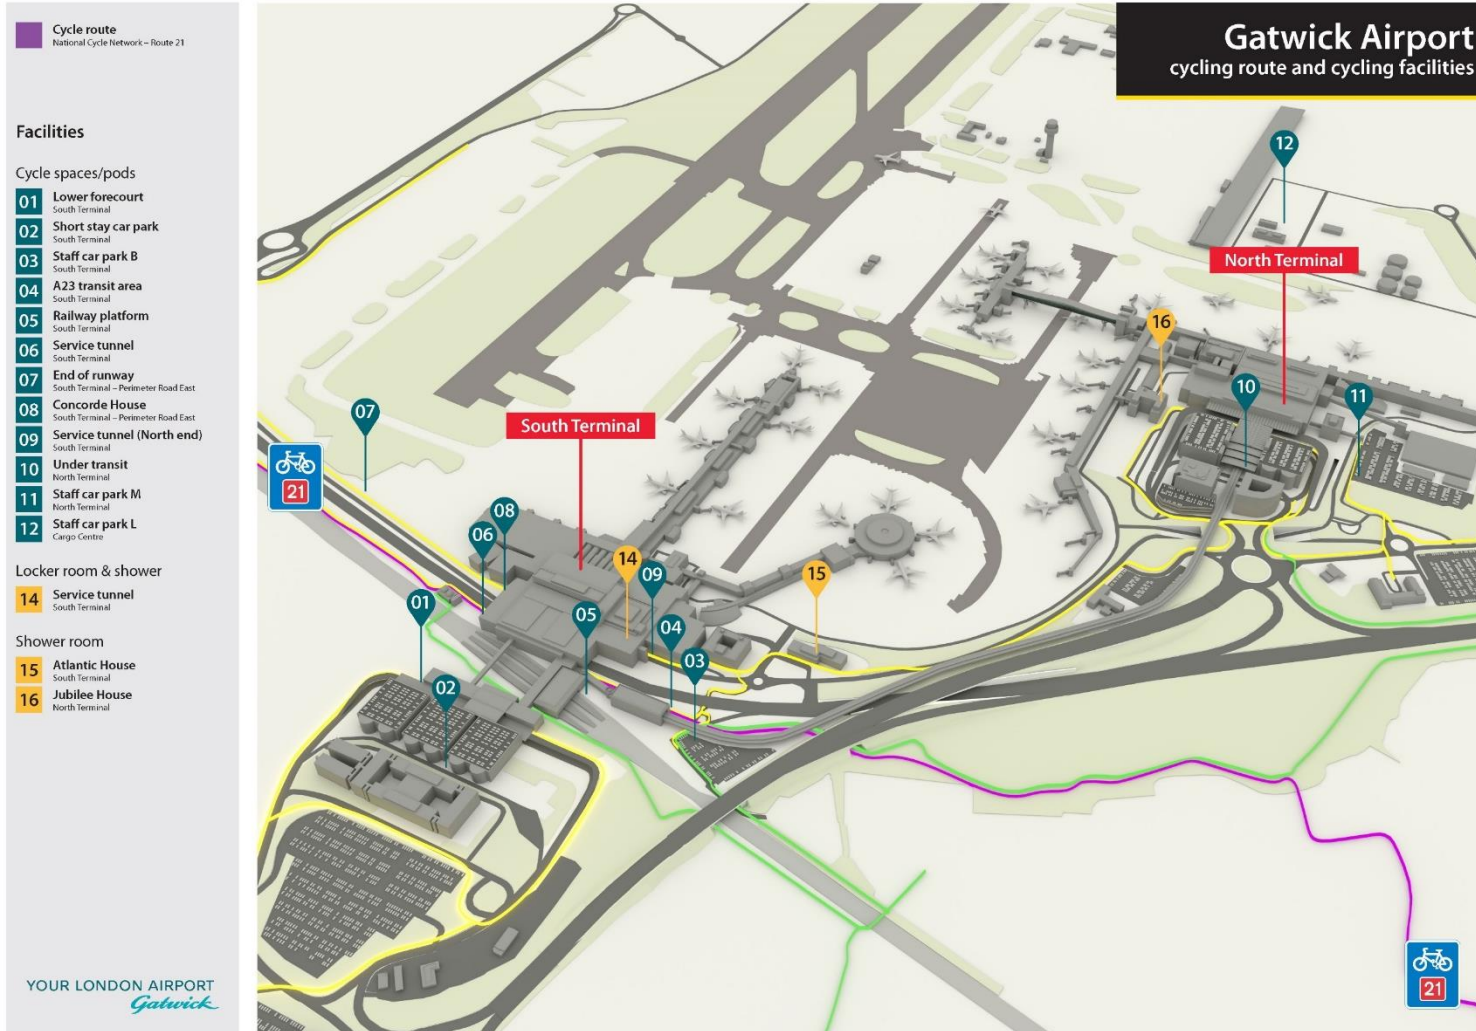 Cycle route
National Cycle Network – Route 21
Facilities
Cycle spaces/pods
01 Lower forecourt
South Terminal
02 Short stay car park
South Terminal
03 Staff car park B
South Terminal
04 A23 transit area
South Terminal
05 Railway platform
South Terminal
06 Service tunnel
South Terminal
07 End of runway
South Terminal – Perimeter Road East
08 Concorde House
South Terminal – Perimeter Road East
09 Service tunnel (North end)
South Terminal
10 Under transit
North Terminal
11 Staff car park M
North Terminal
12 Staff car park L
Cargo Centre
Locker room & shower
14 Service tunnel
South Terminal
Shower room
15 Atlantic House
South Terminal
16 Jubilee House
North Terminal
YOUR LONDON AIRPORT
Gatwick
Gatwick Airport
cycling route and cycling facilities
12
North Terminal
16
10
11
07
South Terminal
21
08
06
14
09
15
01
05
04
03
02
21